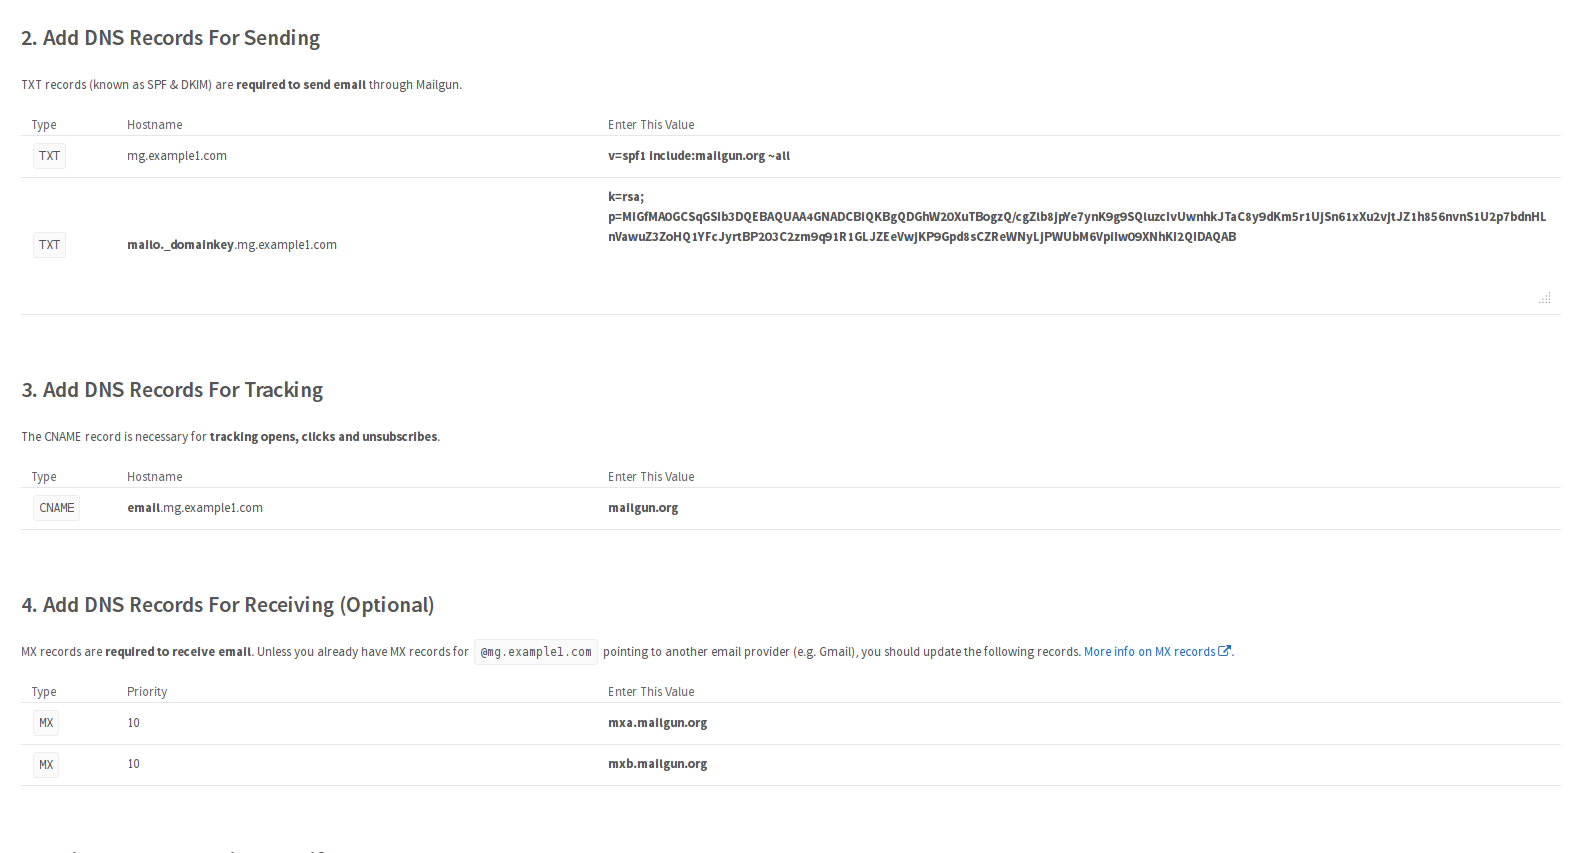 2. Add DNS Records For Sending
TXT records (known as SPF & DKIM) are required to send email through Mailgun.
Type Hostname Enter This Value
TXT mg.example1.com v=spf1 include:mailgun.org ~all
k=rsa;
p=MIGfMA0GCSqGSIb3DQEBAQUAA4GNADCBiQKBgQDGhW20XuTBogzQ/cgZlb8jpYe7ynK9g9SQluzcIvUwnhkJTaC8y9dKm5r1UjSn61xXu2vjtJZ1h856nvnS1U2p7bdnHL
nVawuZ3ZoHQ1YFcJyrtBP203C2zm9q91R1GLJZEeVwjKP9Gpd8sCZReWNyLjPWUbM6VpiIw09XNhKI2QIDAQAB
TXT mailo._domainkey.mg.example1.com
3. Add DNS Records For Tracking
The CNAME record is necessary for tracking opens, clicks and unsubscribes.
Type Hostname Enter This Value
CNAME email.mg.example1.com mailgun.org
4. Add DNS Records For Receiving (Optional)
MX records are required to receive email. Unless you already have MX records for @mg.example1.com pointing to another email provider (e.g. Gmail), you should update the following records. More info on MX records.
Type Priority Enter This Value
MX 10 mxa.mailgun.org
MX 10 mxb.mailgun.org